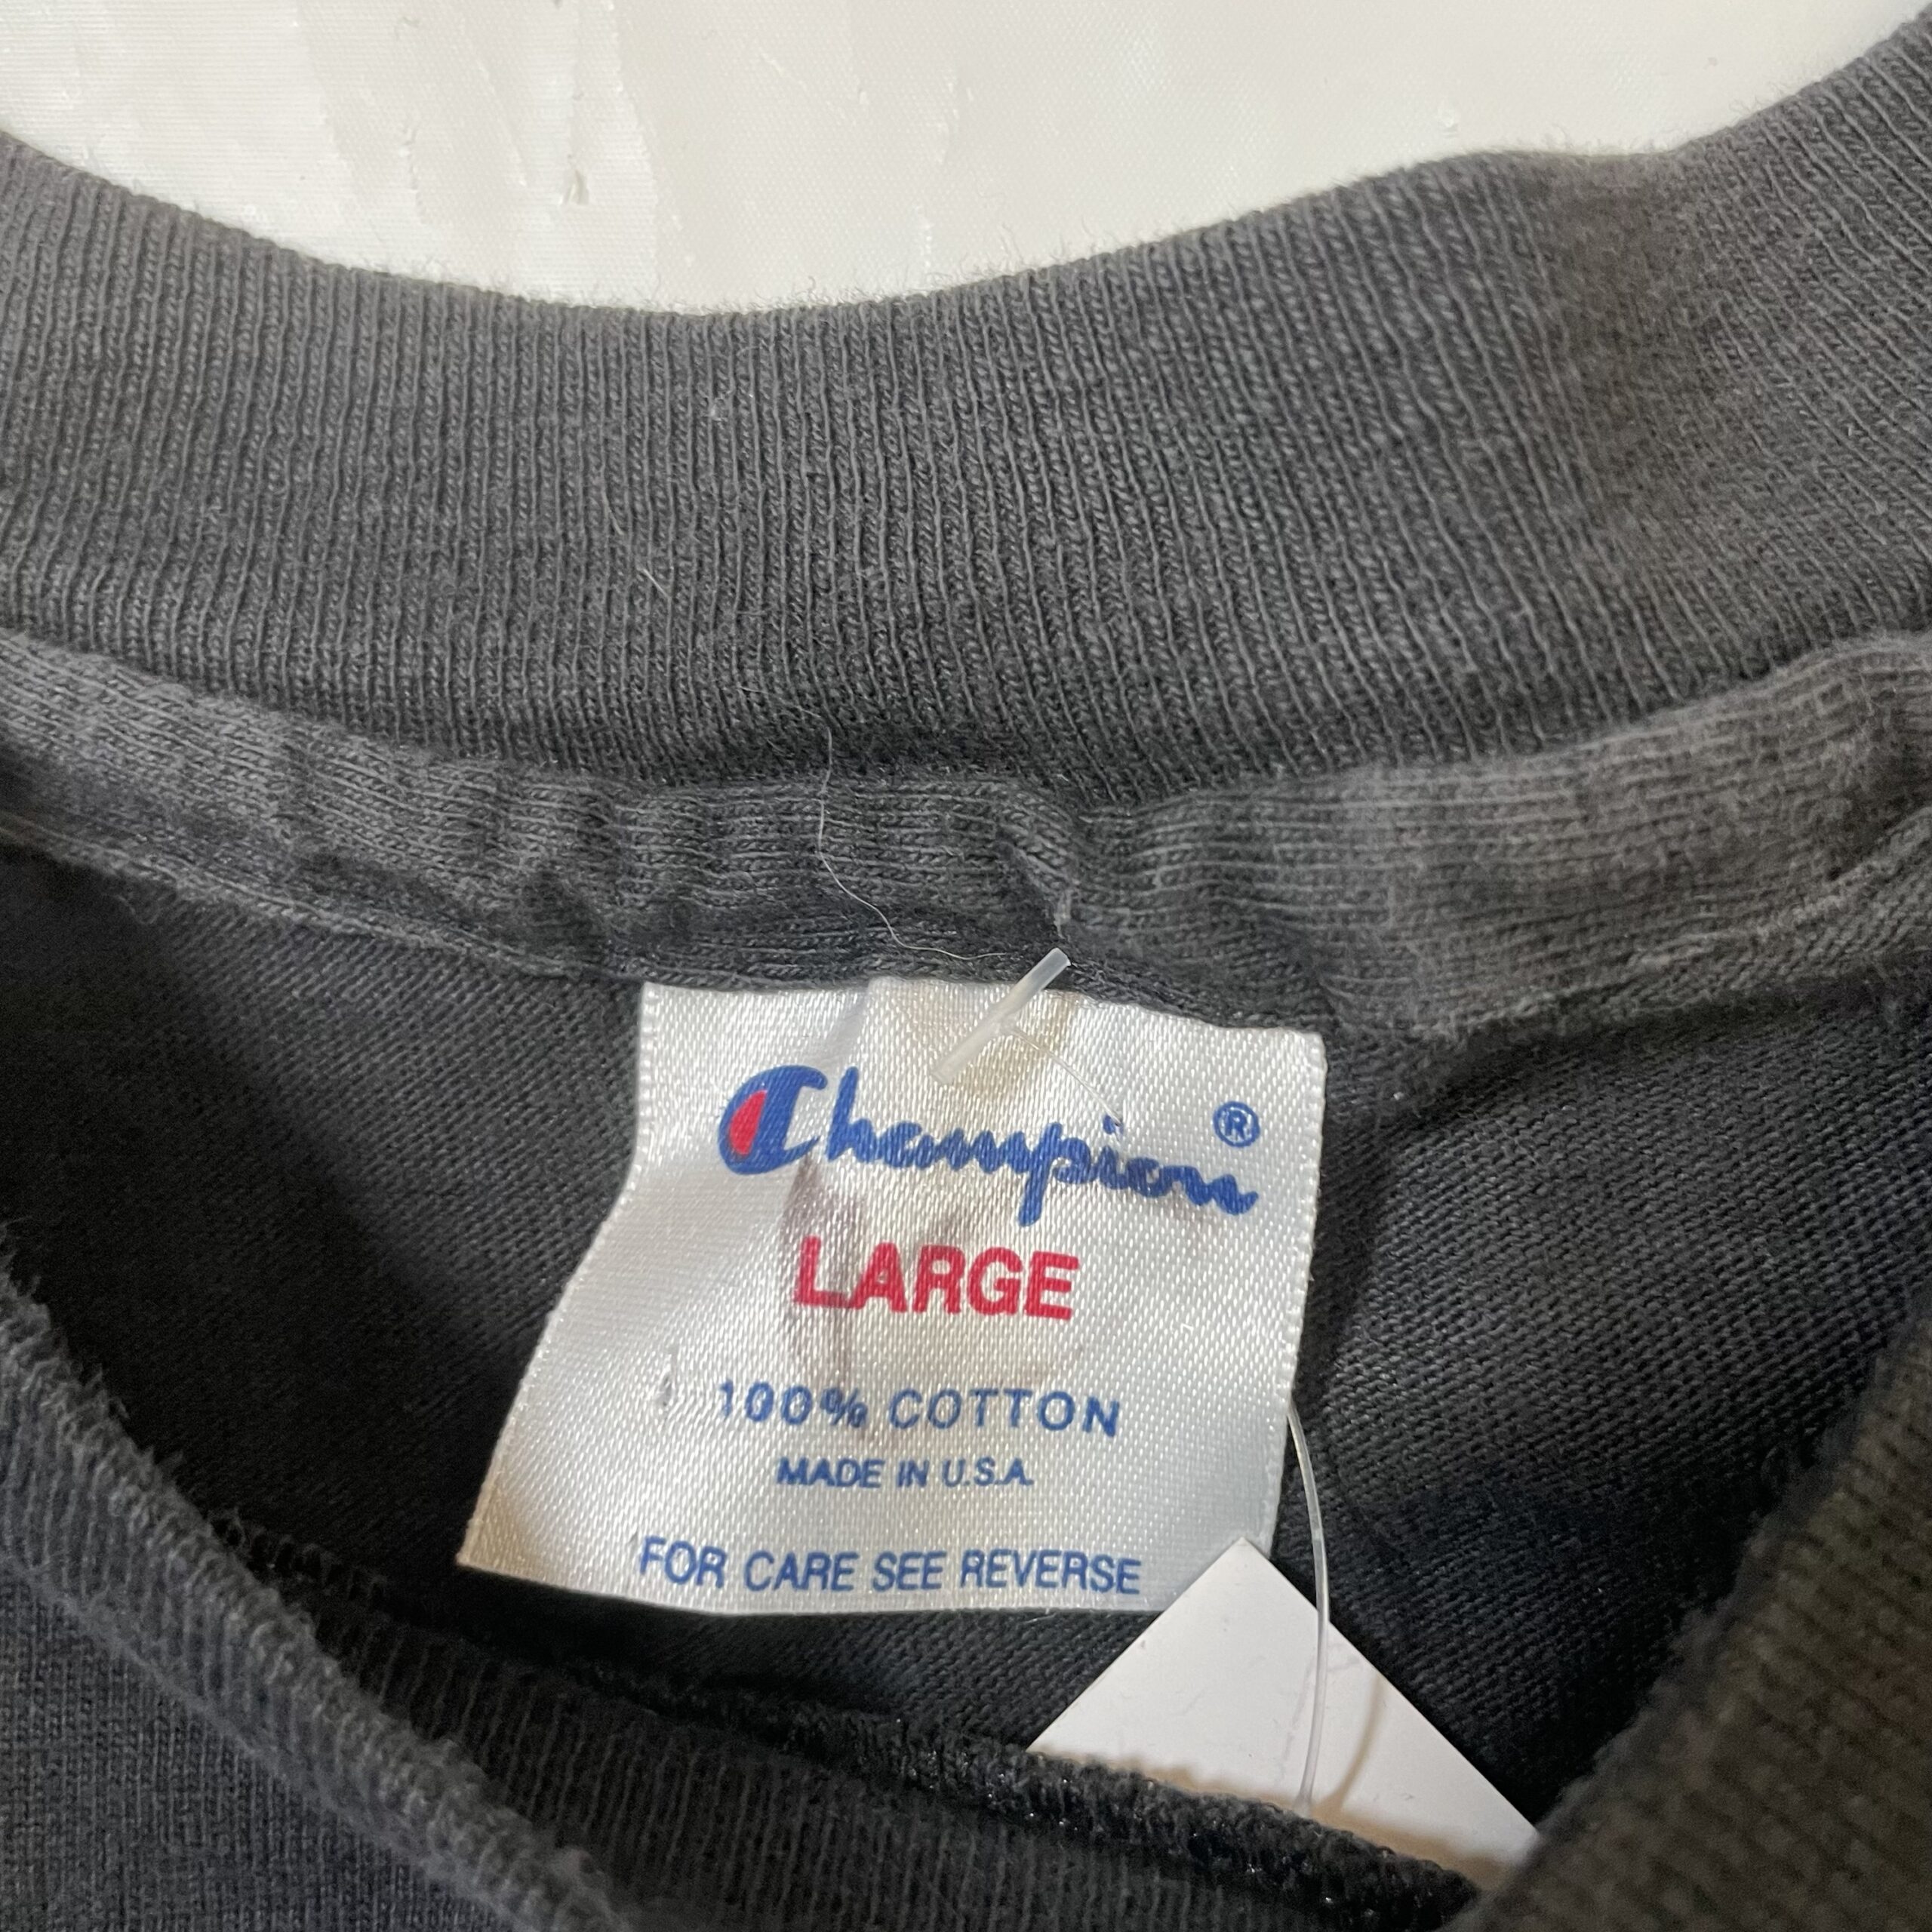 Champion ®
LARGE
100% COTTON
MADE IN U.S.A.
FOR CARE SEE REVERSE